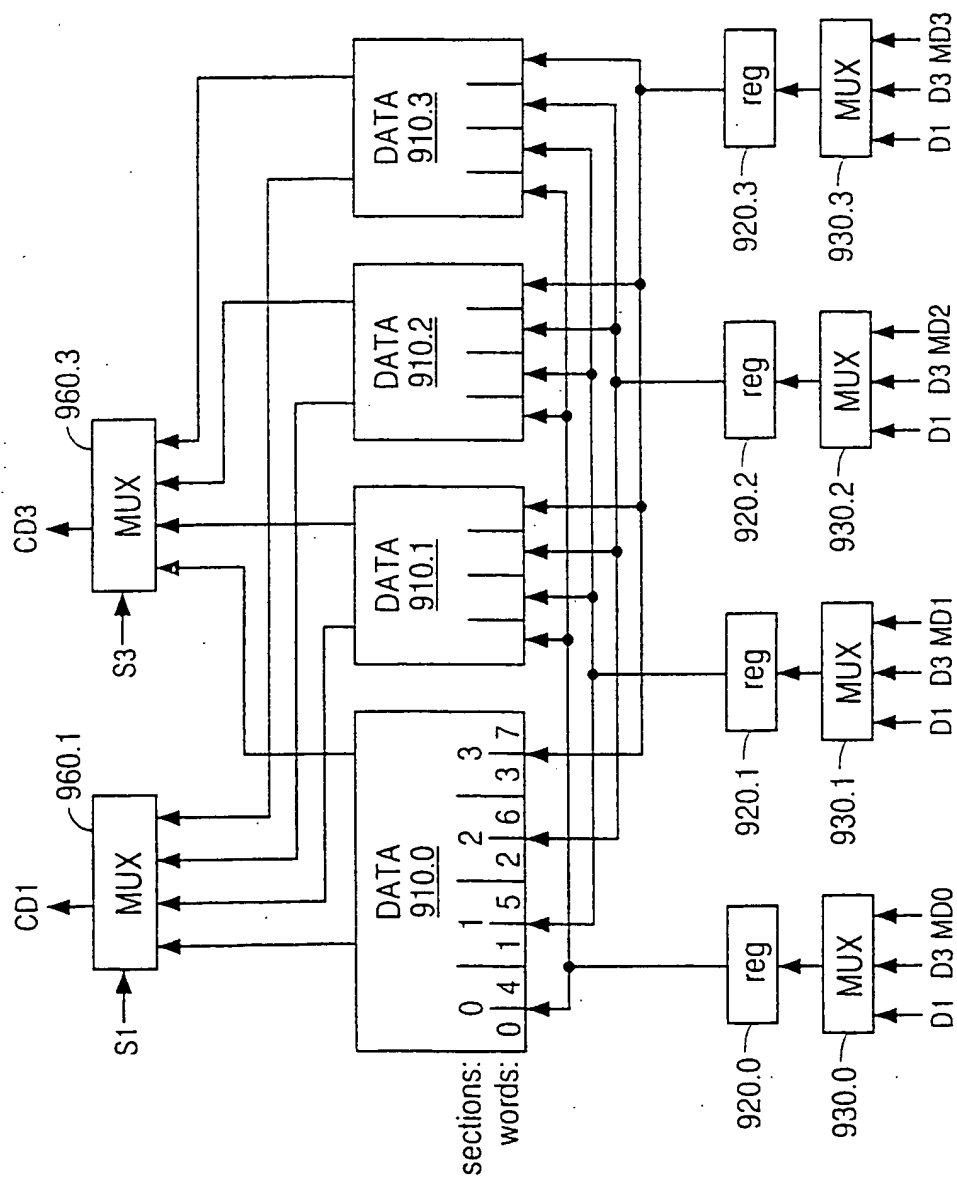 CD1
CD3
960.1
960.3
MUX
MUX
S1
S3
DATA
910.0
DATA
910.1
DATA
910.2
DATA
910.3
sections: 0 1 2 3
words: 0 4 1 5 2 6 3 7
reg
reg
reg
reg
920.0
920.1
920.2
920.3
MUX
MUX
MUX
MUX
930.0
930.1
930.2
930.3
D1 D3 MD0
D1 D3 MD1
D1 D3 MD2
D1 D3 MD3